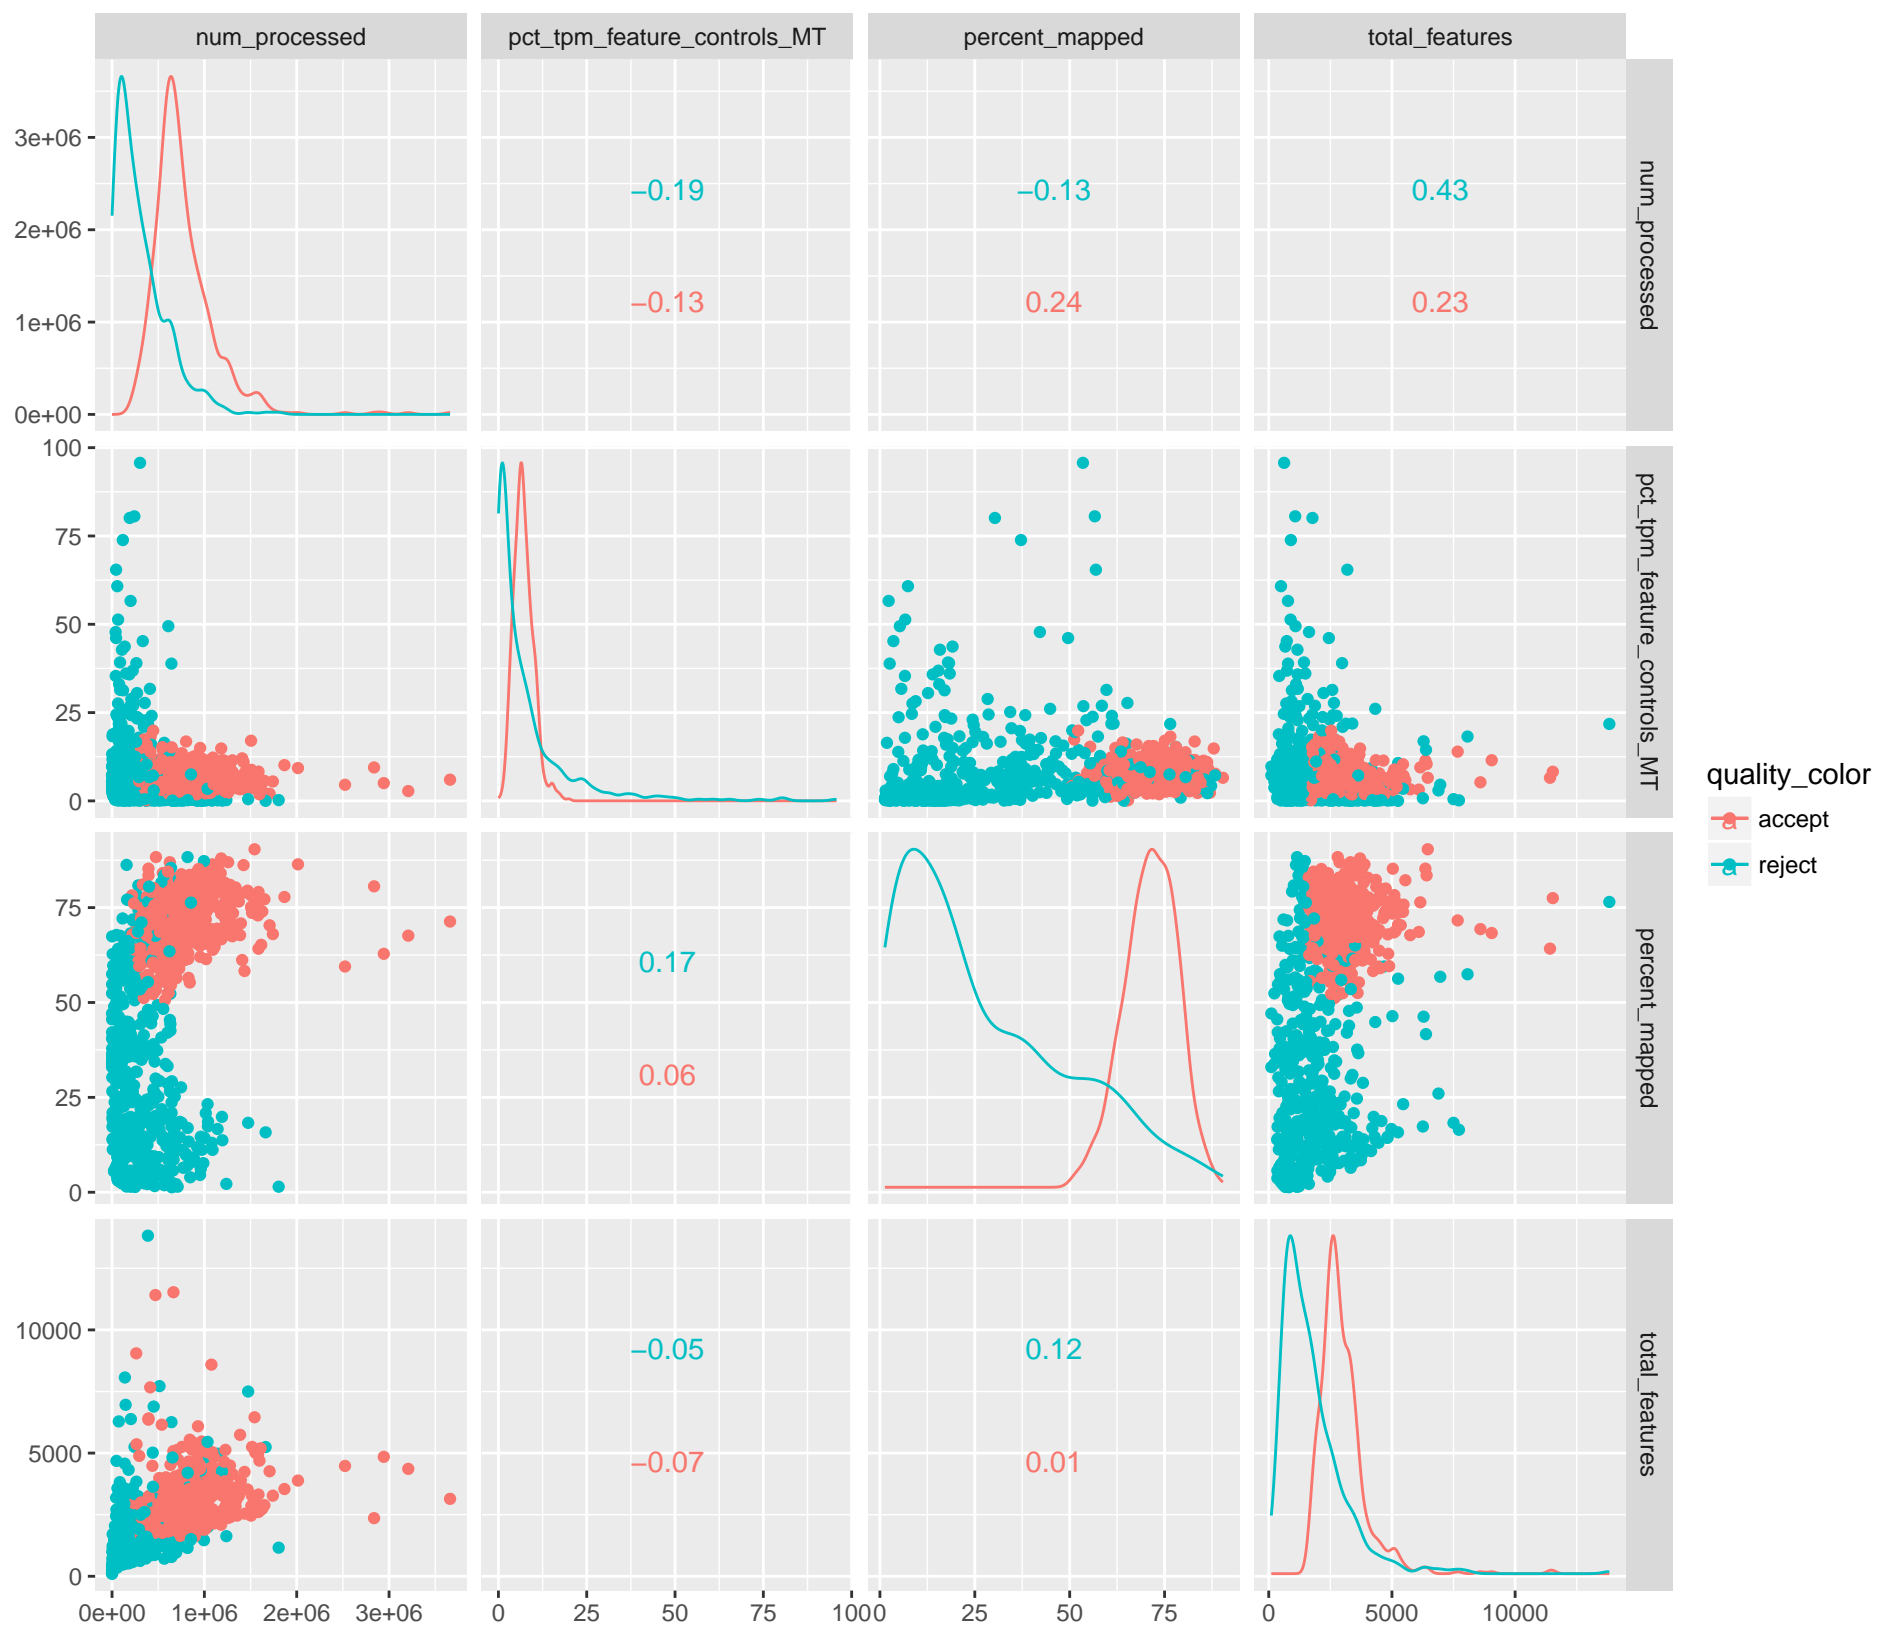 num_processed pct_tpm_feature_controls_MT percent_mapped total_features
3e+06
2e+06
1e+06
0e+00
−0.19 −0.13 0.43
−0.13 0.24 0.23
num_processed
100
75
50
25
0
pct_tpm_feature_controls_MT
75
50
25
0
0.17
0.06
percent_mapped
10000
5000
0
−0.05 0.12
−0.07 0.01
total_features
0e+00 1e+06 2e+06 3e+06 0 25 50 75 100 0 25 50 75 0 5000 10000
quality_color
a accept
a reject